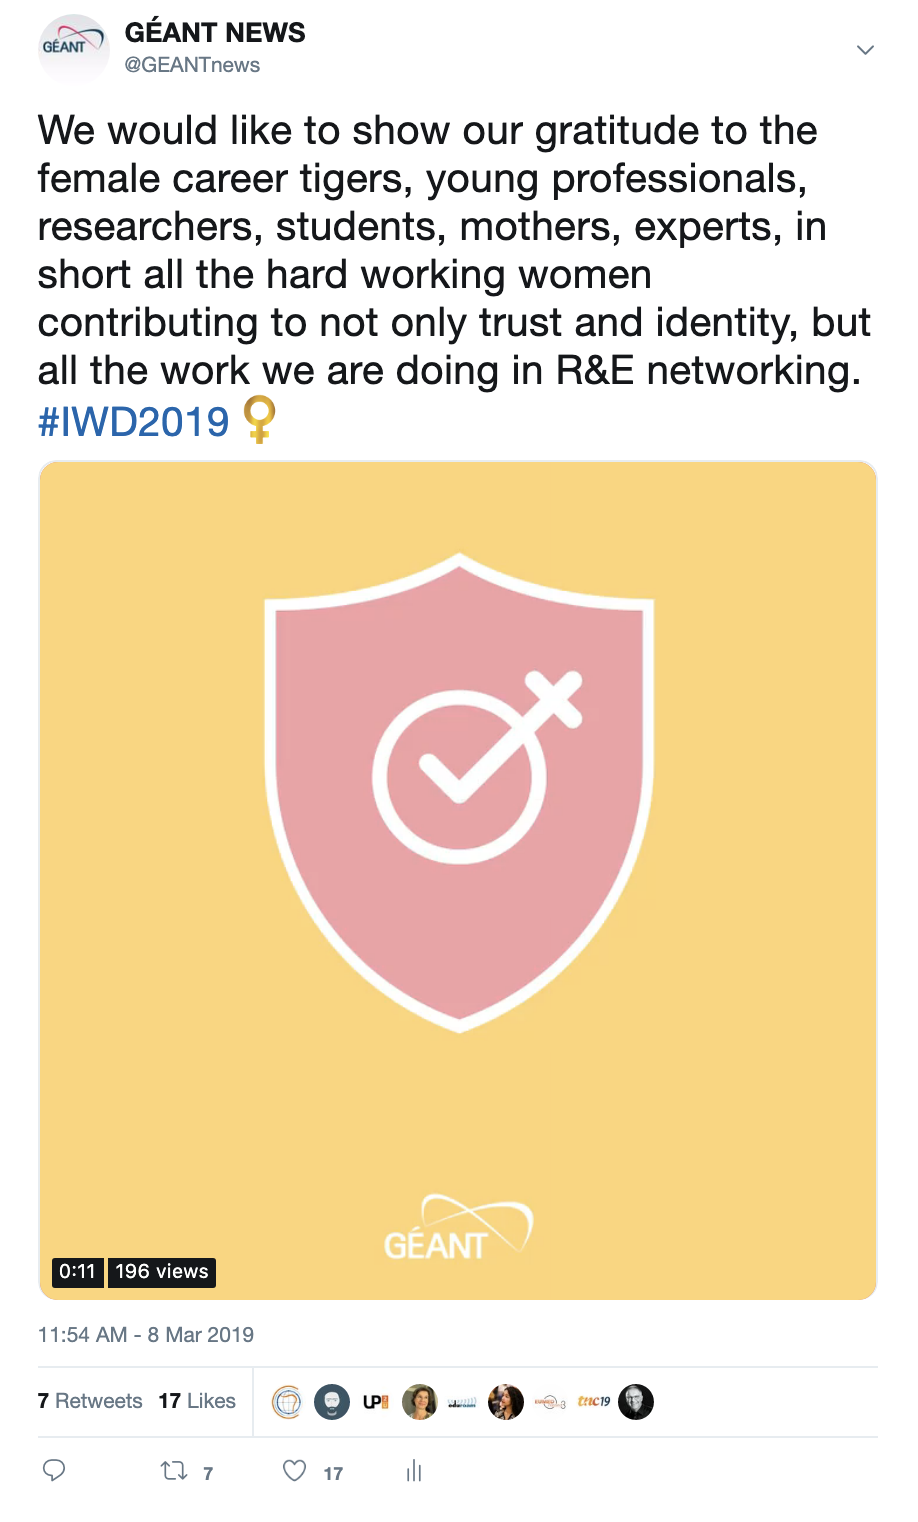 GÉANT
GÉANT NEWS
@GEANTnews
We would like to show our gratitude to the
female career tigers, young professionals,
researchers, students, mothers, experts, in
short all the hard working women
contributing to not only trust and identity, but
all the work we are doing in R&E networking.
#IWD2019
GÉANT
0:11 196 views
11:54 AM - 8 Mar 2019
7 Retweets 17 Likes
UP
eduroam
tnc19
7 17